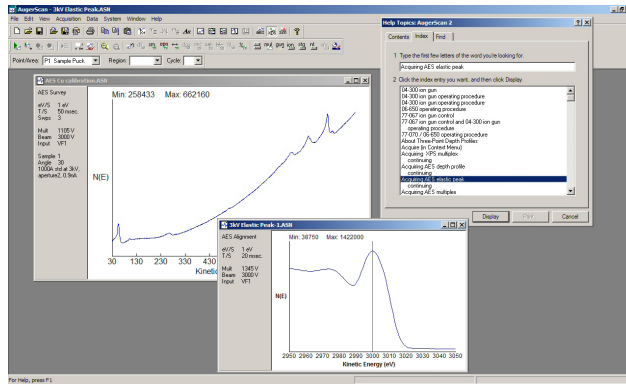 AugerScan - 3kV Elastic Peak.ASN
File Edit View Acquisition Data System Window Help
Point/Area: P1 Sample Puck Region: Cycle:
AES Cu calibration.ASN
AES Survey
Min: 258433 Max: 662160
eV/S 1 eV
T/S 50 msec.
Swps 3
Mult 1105 V
Beam 3000 V
Input VF1
Sample 1
Angle 30
1000A std at 3kV,
aperture2. 0.9nA
N(E)
30 130 230 330 430
Kinetic
3kV Elastic Peak-1.ASN
AES Alignment
Min: 38750 Max: 1422000
eV/S 1 eV
T/S 20 msec.
Mult 1345 V
Beam 3000 V
Input VF1
N(E)
2950 2960 2970 2980 2990 3000 3010 3020 3030 3040 3050
Kinetic Energy (eV)
Help Topics: AugerScan 2
Contents Index Find
1 Type the first few letters of the word you're looking for.
Acquiring AES elastic peak
2 Click the index entry you want, and then click Display.
04-300 ion gun
04-300 ion gun operating procedure
04-300 ion gun operating procedure
06-650 operating procedure
77-067 ion gun control
77-067 ion gun control and 04-300 ion gun
operating procedure
77-070 / 06-650 operating procedure
About Three-Point Depth Profiles
Acquire (in Context Menu)
Acquiring XPS multiplex
continuing
Acquiring AES depth profile
continuing
Acquiring AES elastic peak
continuing
Acquiring AES multiplex
Display Print... Cancel
For Help, press F1